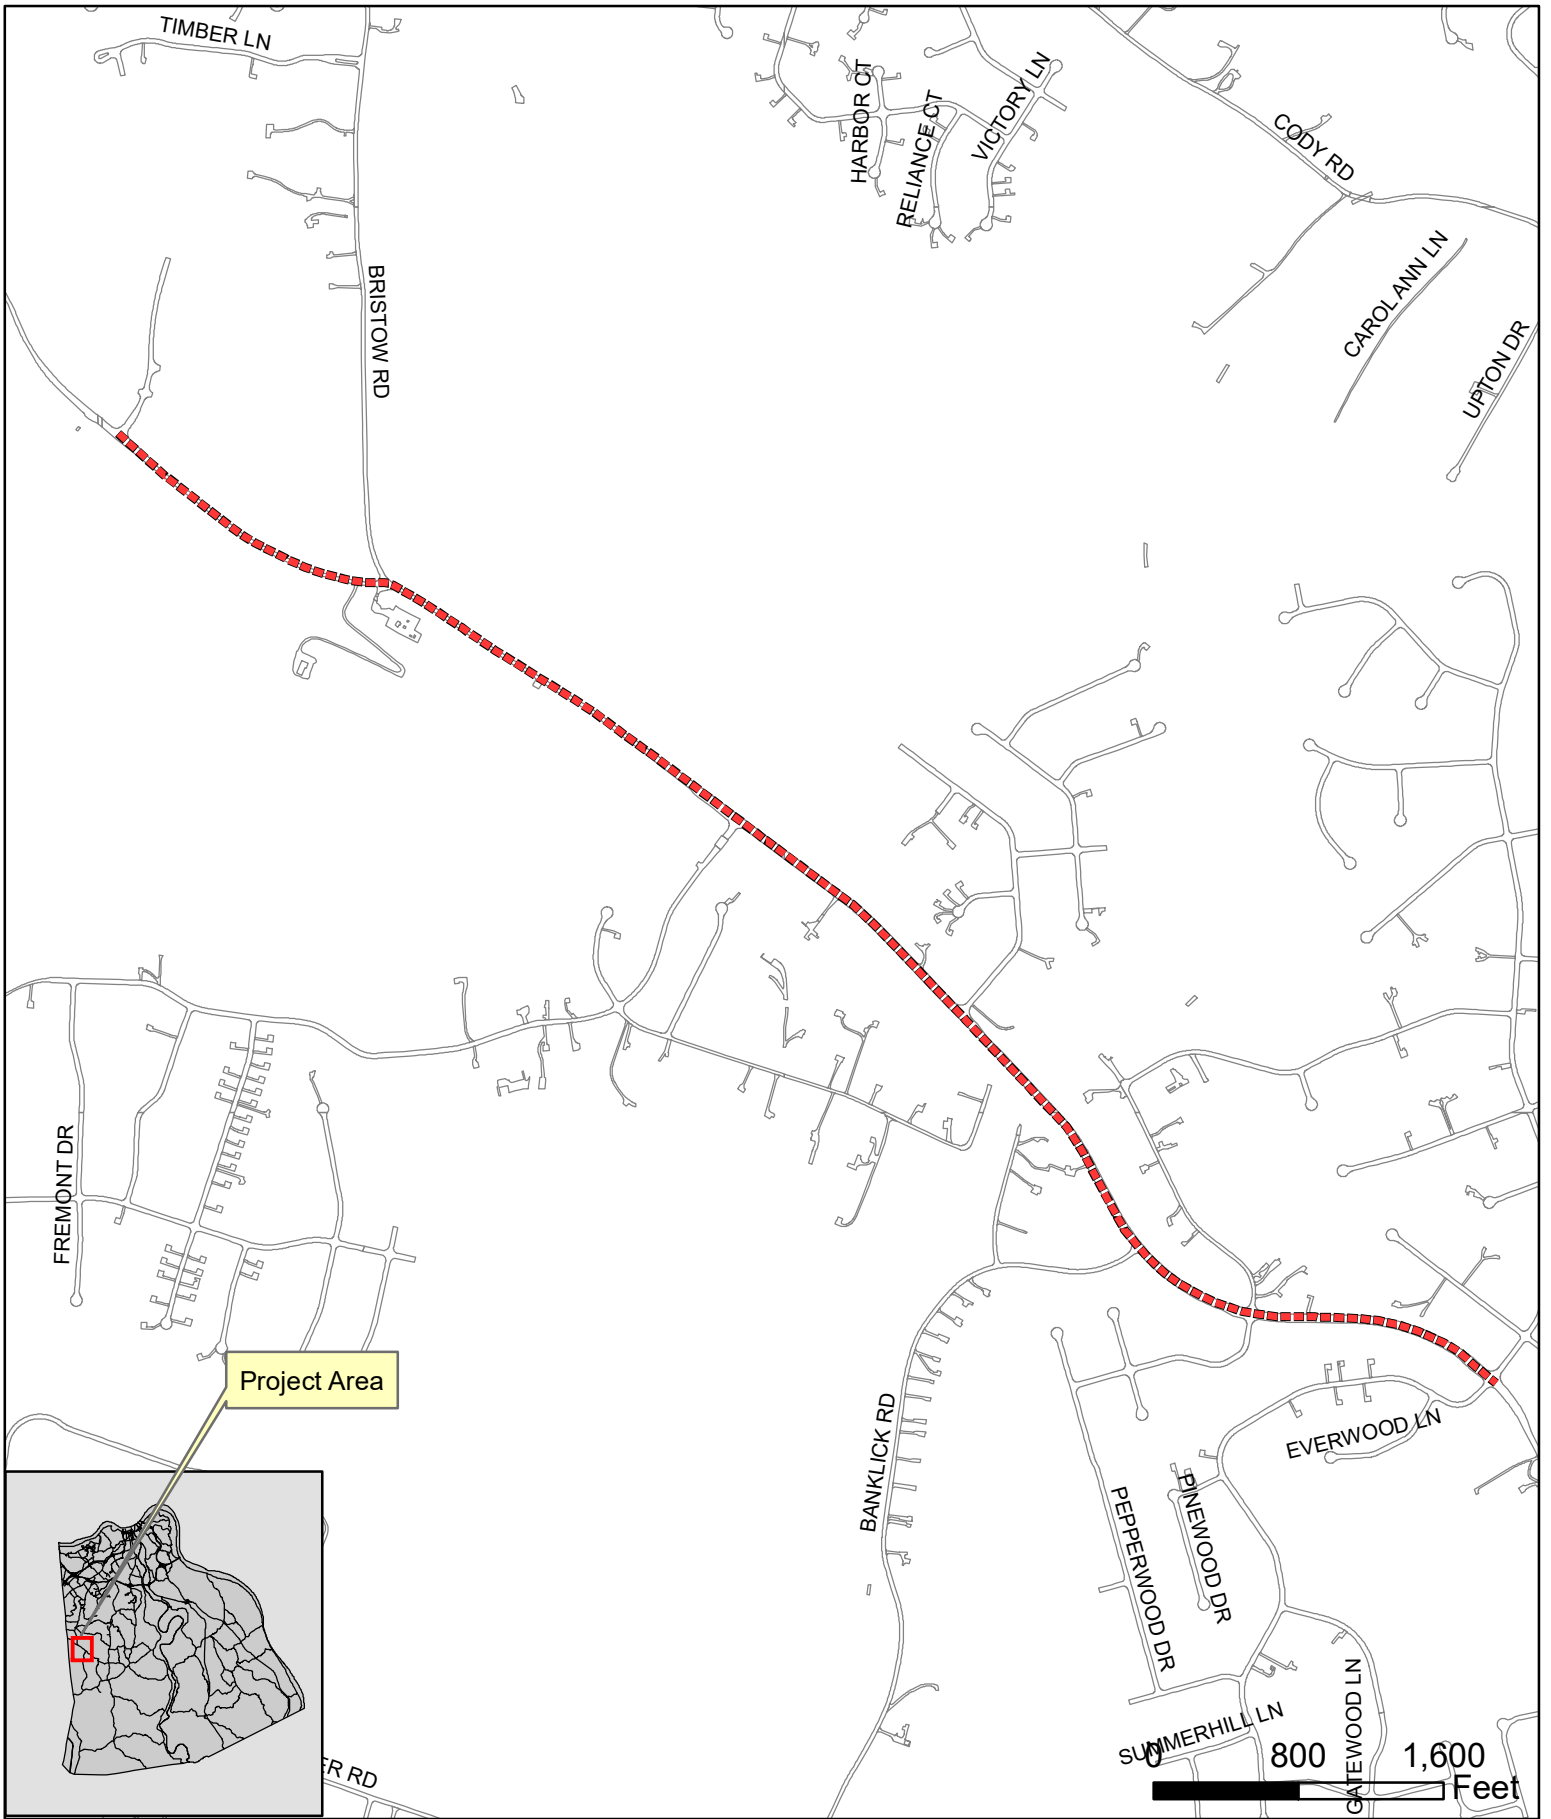 TIMBER LN
HARBOR CT
RELIANCE CT
VICTORY LN
CODY RD
BRISTOW RD
CAROL ANN LN
UPTON DR
FREMONT DR
Project Area
BANKLICK RD
EVERWOOD LN
PEPPERWOOD DR
PINEWOOD DR
GATEWOOD LN
SUMMERHILL LN
ER RD
0 800 1,600
Feet